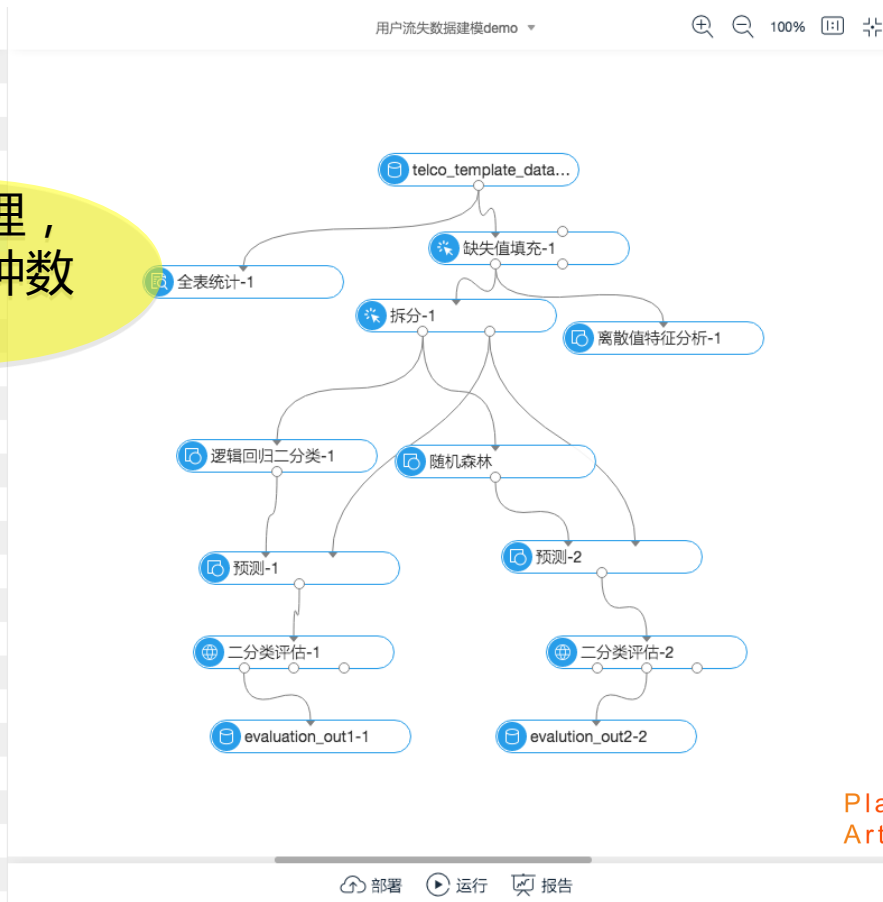 用户流失数据建模demo
100%
telco_template_data...
理，
种数
缺失值填充-1
全表统计-1
拆分-1
离散值特征分析-1
逻辑回归二分类-1
随机森林
预测-2
预测-1
二分类评估-1
二分类评估-2
evaluation_out1-1
evalution_out2-2
Pla
Art
部署
运行
报告